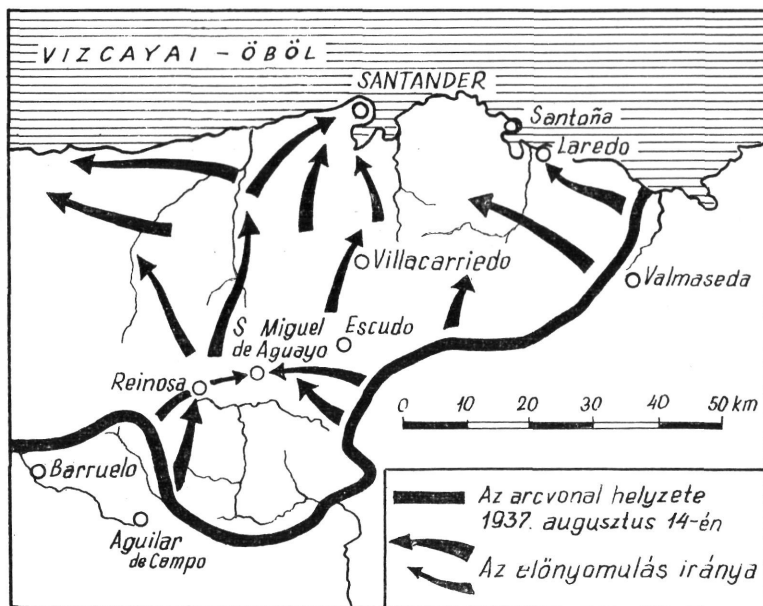 VIZCAYAI - ÖBÖL
SANTANDER
Santoña
Laredo
Villacarriedo
Valmaseda
S. Miguel
de Aguayo
Escudo
Reinosa
0 10 20 30 40 50 km
Barruelo
Aguilar
de Campo
Az arcvonal helyzete
1937. augusztus 14-én
Az előnyomulás iránya